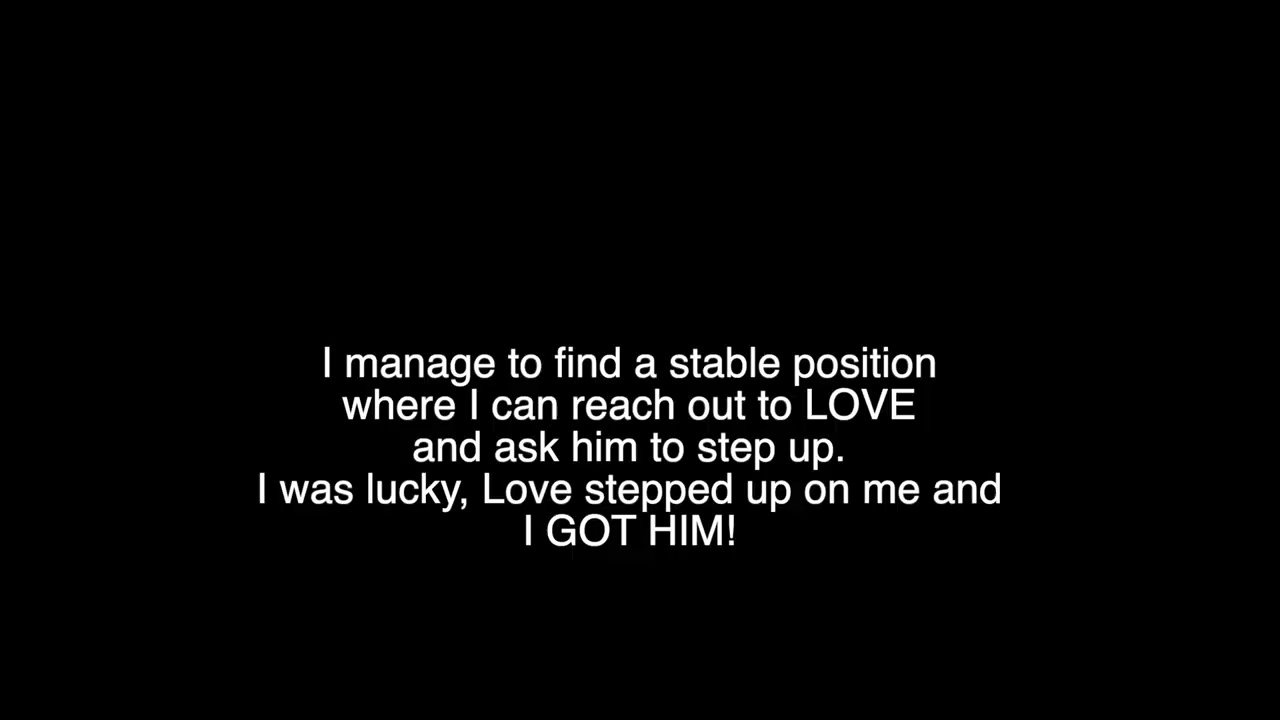 I manage to find a stable position
where I can reach out to LOVE
and ask him to step up.
I was lucky, Love stepped up on me and
I GOT HIM!